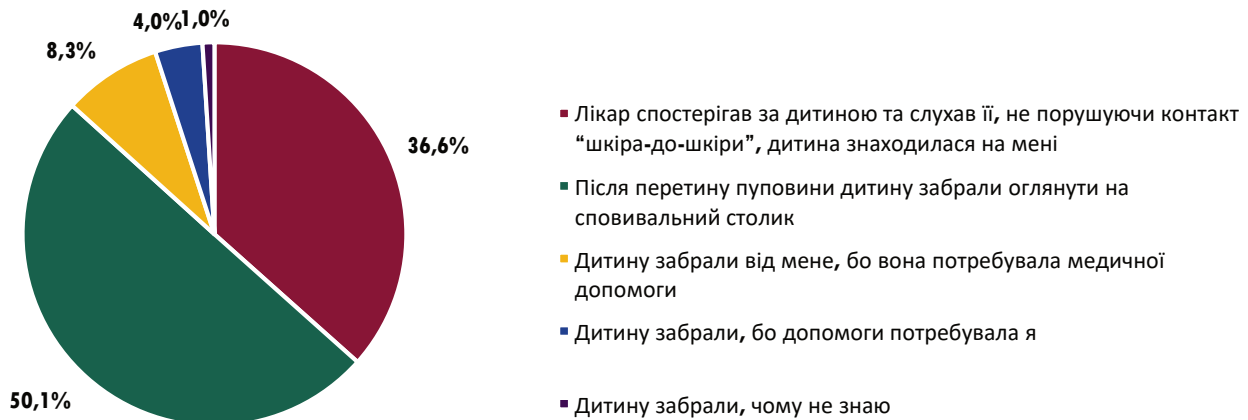 4,0%
1,0%
8,3%
36,6%
50,1%
Лікар спостерігав за дитиною та слухав її, не порушуючи контакт
“шкіра-до-шкіри”, дитина знаходилася на мені
Після перетину пуповини дитину забрали оглянути на
сповивальний столик
Дитину забрали від мене, бо вона потребувала медичної
допомоги
Дитину забрали, бо допомоги потребувала я
Дитину забрали, чому не знаю